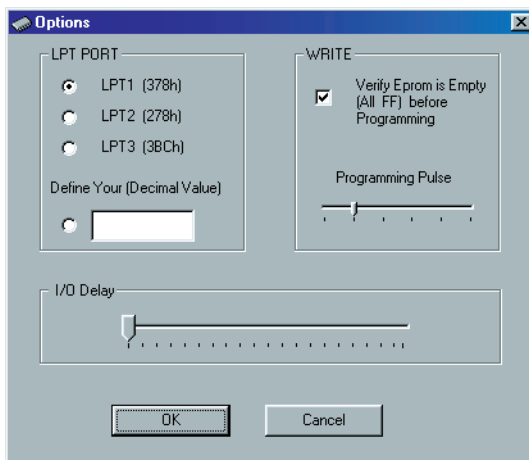 Options
LPT PORT
LPT1 (378h)
LPT2 (278h)
LPT3 (3BCh)
Define Your (Decimal Value)
WRITE
Verify Eprom is Empty
(All FF) before
Programming
Programming Pulse
I/O Delay
OK
Cancel